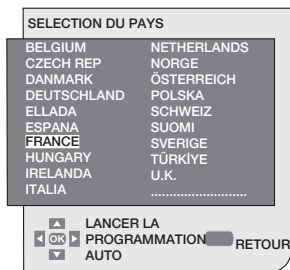 SELECTION DU PAYS
BELGIUM
CZECH REP
DANMARK
DEUTSCHLAND
ELLADA
ESPANA
FRANCE
HUNGARY
IRELANDA
ITALIA
NETHERLANDS
NORGE
ÖSTERREICH
POLSKA
SCHWEIZ
SUOMI
SVERIGE
TÜRKİYE
U.K.
...........................
OK
LANCER LA
PROGRAMMATION
AUTO
RETOUR